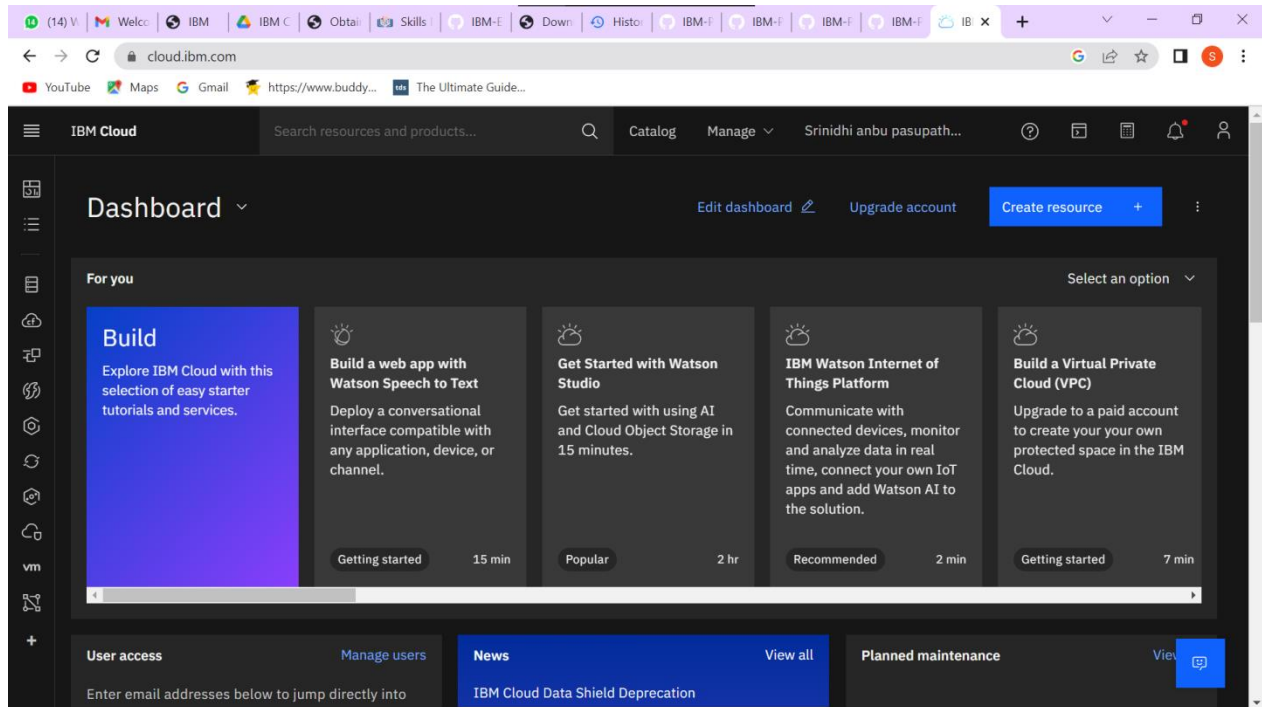 (14) W
Welco
IBM
IBM C
Obtai
Skills
IBM-E
Down
Histor
IBM-F
IBM-F
IBM-F
IBM-F
IB
cloud.ibm.com
YouTube
Maps
Gmail
https://www.buddy...
The Ultimate Guide...
S
IBM Cloud
Search resources and products...
Catalog
Manage
Srinidhi anbu pasupath...
Dashboard
Edit dashboard
Upgrade account
Create resource +
For you
Select an option
Build
Explore IBM Cloud with this
selection of easy starter
tutorials and services.
Build a web app with
Watson Speech to Text
Deploy a conversational
interface compatible with
any application, device, or
channel.
Getting started
15 min
Get Started with Watson
Studio
Get started with using AI
and Cloud Object Storage in
15 minutes.
Popular
2 hr
IBM Watson Internet of
Things Platform
Communicate with
connected devices, monitor
and analyze data in real
time, connect your own IoT
apps and add Watson AI to
the solution.
Recommended
2 min
Build a Virtual Private
Cloud (VPC)
Upgrade to a paid account
to create your your own
protected space in the IBM
Cloud.
Getting started
7 min
vm
User access
Manage users
Enter email addresses below to jump directly into
News
View all
IBM Cloud Data Shield Deprecation
Planned maintenance
View